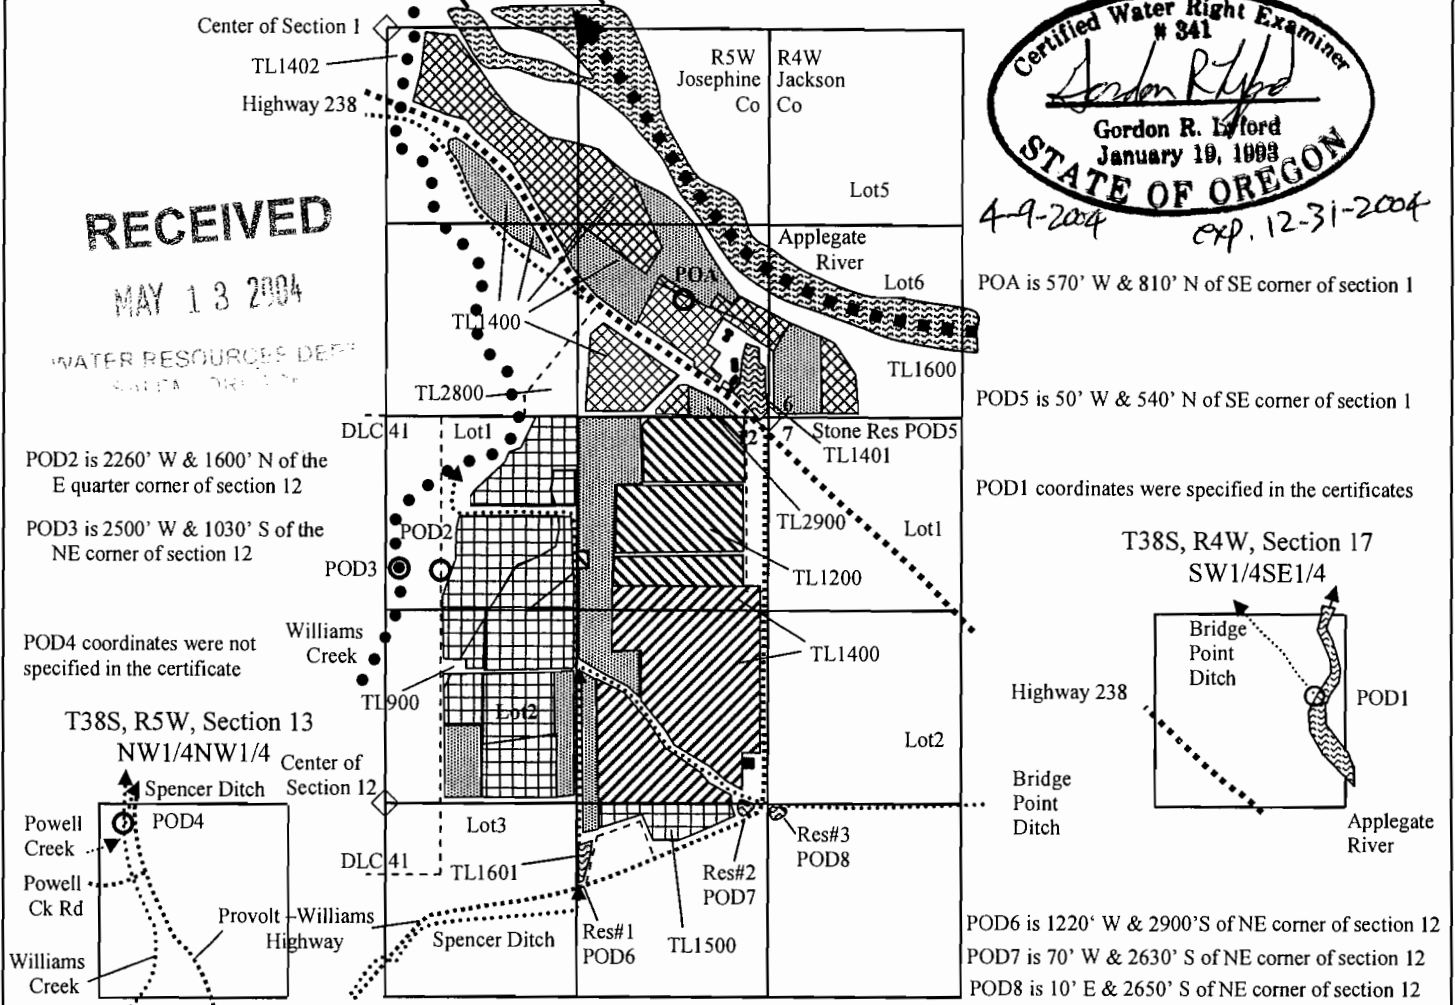 Center of Section 1
TL1402
Highway 238
R5W
Josephine
Co
R4W
Jackson
Co
Certified Water Right Examiner
# 341
Gordon R. Lyford
January 19, 1993
STATE OF OREGON
4-9-2004
exp. 12-31-2004
RECEIVED
MAY 13 2004
WATER RESOURCES DEPT
SALEM, OREGON
Lot5
Applegate
River
Lot6
POA
TL1400
TL2800
TL1600
6
POA is 570' W & 810' N of SE corner of section 1
POD5 is 50' W & 540' N of SE corner of section 1
POD1 coordinates were specified in the certificates
DLC 41
Lot1
12
7
Stone Res POD5
TL1401
POD2 is 2260' W & 1600' N of the
E quarter corner of section 12
POD3 is 2500' W & 1030' S of the
NE corner of section 12
POD2
POD3
TL2900
Lot1
TL1200
POD4 coordinates were not
specified in the certificate
Williams
Creek
TL1400
TL900
Lot2
Lot2
T38S, R4W, Section 17
SW1/4SE1/4
Bridge
Point
Ditch
Highway 238
POD1
Bridge
Point
Ditch
Applegate
River
T38S, R5W, Section 13
NW1/4NW1/4
Center of
Section 12
Spencer Ditch
POD4
Powell
Creek
Powell
Ck Rd
Williams
Creek
Provolt-Williams
Highway
Lot3
DLC 41
TL1601
Spencer Ditch
Res#1
POD6
TL1500
Res#2
POD7
Res#3
POD8
POD6 is 1220' W & 2900'S of NE corner of section 12
POD7 is 70' W & 2630' S of NE corner of section 12
POD8 is 10' E & 2650' S of NE corner of section 12